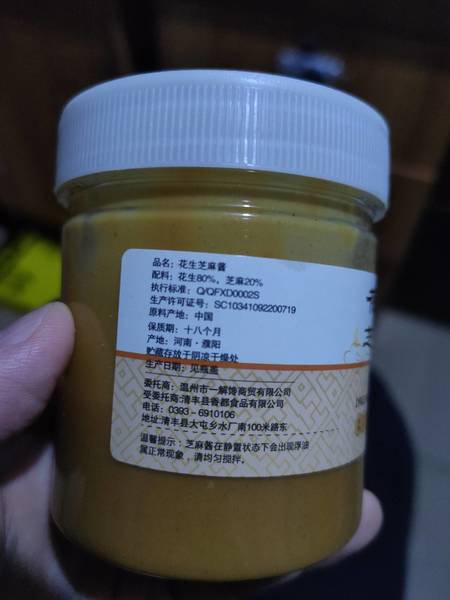 品名：花生芝麻酱
配料：花生80%，芝麻20%
执行标准：Q/QFXD0002S
生产许可证号：SC10341092200719
原料产地：中国
保质期：十八个月
产地：河南·濮阳
贮藏存放于阴凉干燥处
生产日期：见瓶盖
委托商：温州市一解馋商贸有限公司
受委托商:清丰县香都食品有限公司
电话：0393-6910106
地址:清丰县大屯乡水厂南100米路东
温馨提示：芝麻酱在静置状态下会出现浮油
属正常现象，请均匀搅拌。